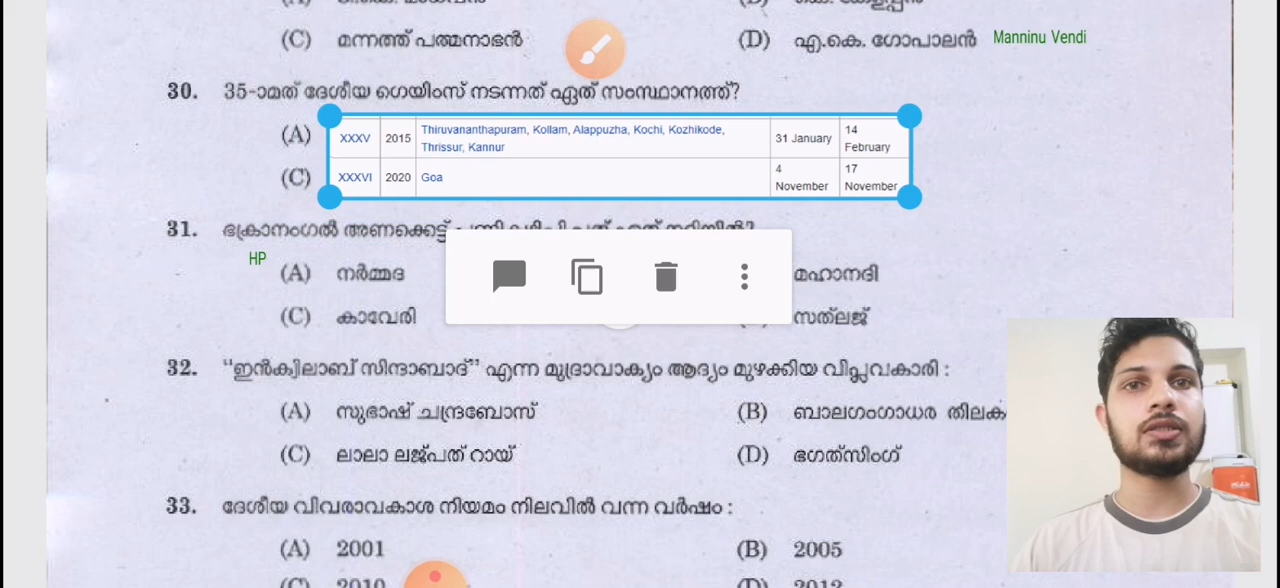 (C) മന്നത്ത് പത്മനാഭൻ (D) എ.കെ. ഗോപാലൻ Manninu Vendi
30. 35-ാമത് ദേശീയ ഗെയിംസ് നടന്നത് ഏത് സംസ്ഥാനത്ത്?
(A) XXXV 2015 Thiruvananthapuram, Kollam, Alappuzha, Kochi, Kozhikode, Thrissur, Kannur 31 January 14 February
(C) XXXVI 2020 Goa 4 November 17 November
31. ഭക്രാനംഗൽ അണക്കെട്ട്
HP
(A) നർമ്മദ മഹാനദി
(C) കാവേരി സത്‌ലജ്
32. “ഇൻക്വിലാബ് സിന്ദാബാദ്” എന്ന മുദ്രാവാക്യം ആദ്യം മുഴക്കിയ വിപ്ലവകാരി :
(A) സുഭാഷ് ചന്ദ്രബോസ് (B) ബാലഗംഗാധര തിലക
(C) ലാലാ ലജ്പത് റായ് (D) ഭഗത്‌സിംഗ്
33. ദേശീയ വിവരാവകാശ നിയമം നിലവിൽ വന്ന വർഷം :
(A) 2001 (B) 2005